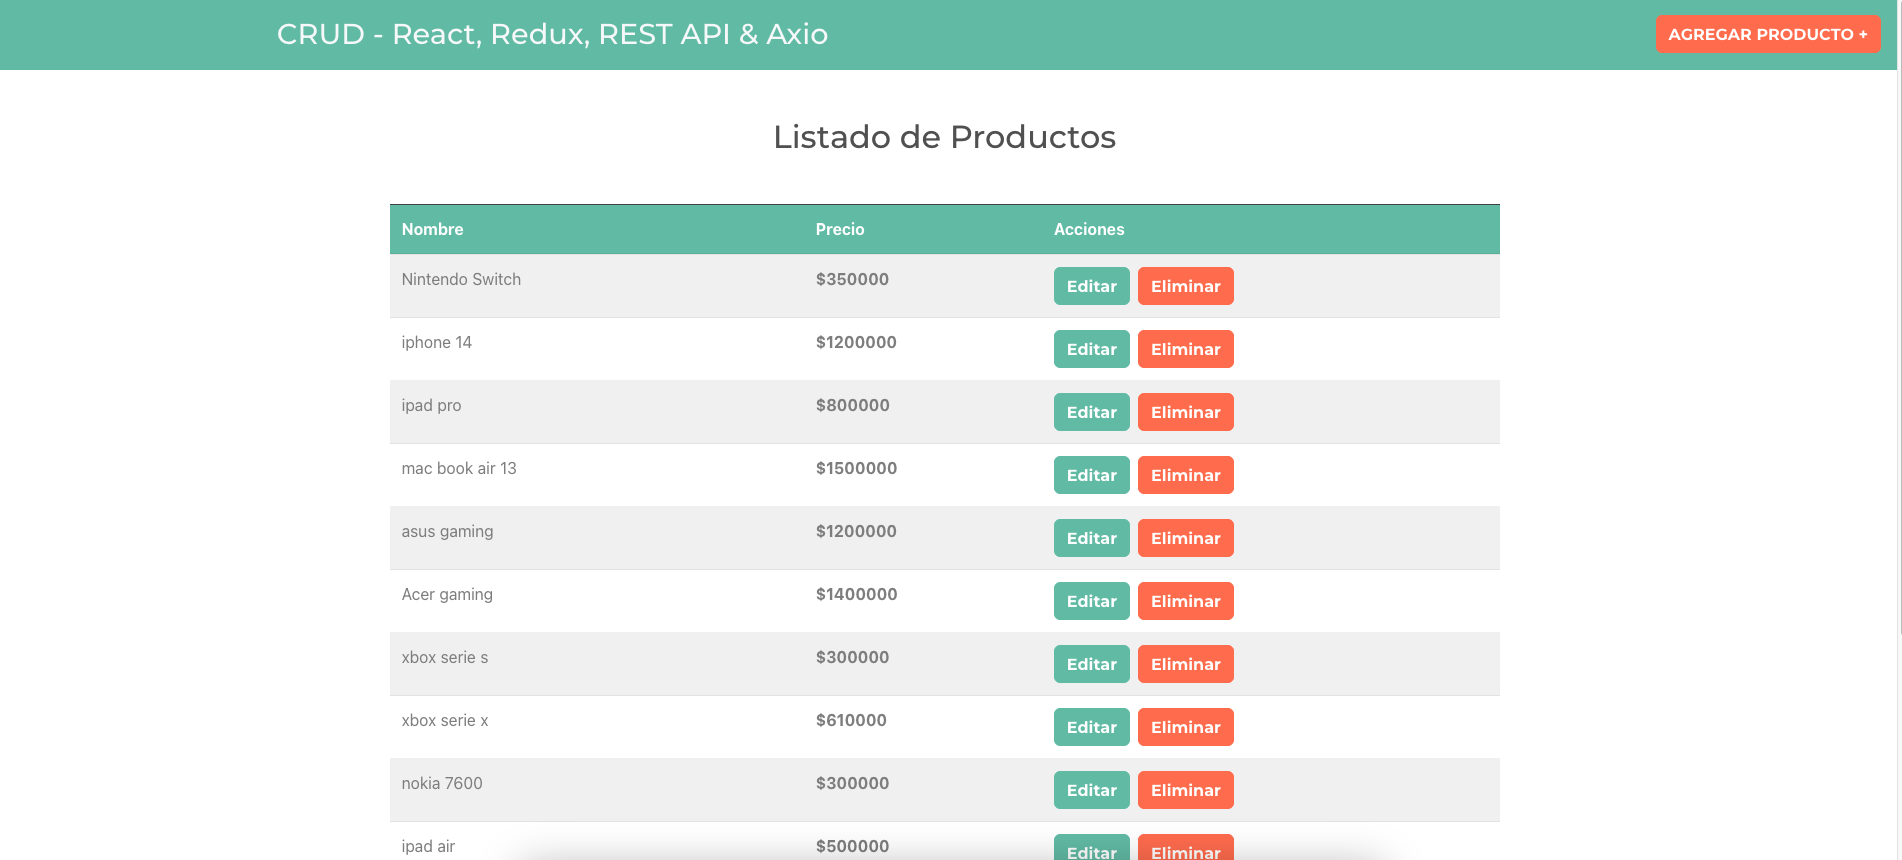 CRUD - React, Redux, REST API & Axio
AGREGAR PRODUCTO +
Listado de Productos
Nombre Precio Acciones
Nintendo Switch $350000 Editar Eliminar
iphone 14 $1200000 Editar Eliminar
ipad pro $800000 Editar Eliminar
mac book air 13 $1500000 Editar Eliminar
asus gaming $1200000 Editar Eliminar
Acer gaming $1400000 Editar Eliminar
xbox serie s $300000 Editar Eliminar
xbox serie x $610000 Editar Eliminar
nokia 7600 $300000 Editar Eliminar
ipad air $500000 Editar Eliminar